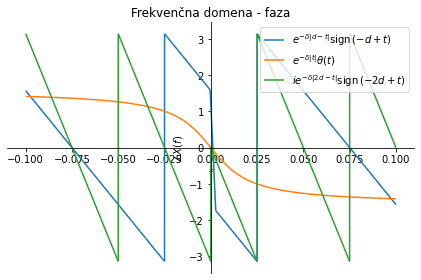 Frekvenčna domena - faza
3
2
1
0
−1
−2
−3
−0.100 −0.075 −0.050 −0.025 0.000 0.025 0.050 0.075 0.100
X(f)
e^{−δ|d−t|} sign (−d + t)
e^{−δ|t|} θ(t)
ie^{−δ|2d−t|} sign (−2d + t)